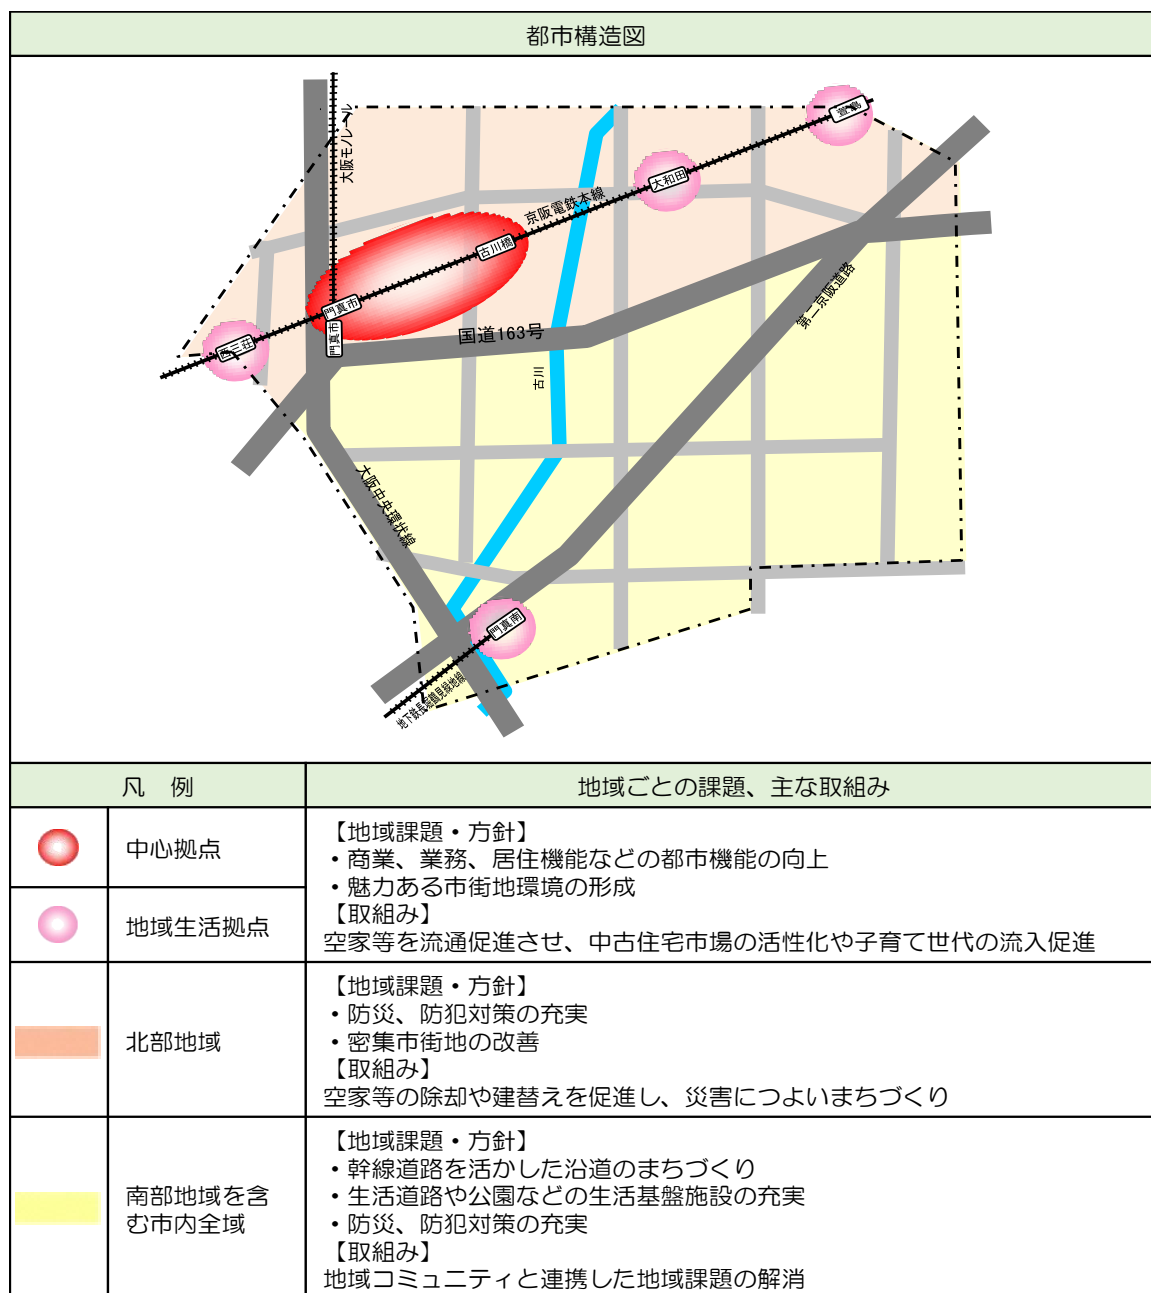 都市構造図
萱島
大阪モノレール
大和田
京阪電鉄本線
古川橋
第二京阪道路
門真市
門真市
国道163号
西三荘
古川
大阪中央環状線
門真南
地下鉄長堀鶴見緑地線
凡 例
地域ごとの課題、主な取組み
中心拠点
地域生活拠点
【地域課題・方針】
・商業、業務、居住機能などの都市機能の向上
・魅力ある市街地環境の形成
【取組み】
空家等を流通促進させ、中古住宅市場の活性化や子育て世代の流入促進
北部地域
【地域課題・方針】
・防災、防犯対策の充実
・密集市街地の改善
【取組み】
空家等の除却や建替えを促進し、災害につよいまちづくり
南部地域を含
む市内全域
【地域課題・方針】
・幹線道路を活かした沿道のまちづくり
・生活道路や公園などの生活基盤施設の充実
・防災、防犯対策の充実
【取組み】
地域コミュニティと連携した地域課題の解消